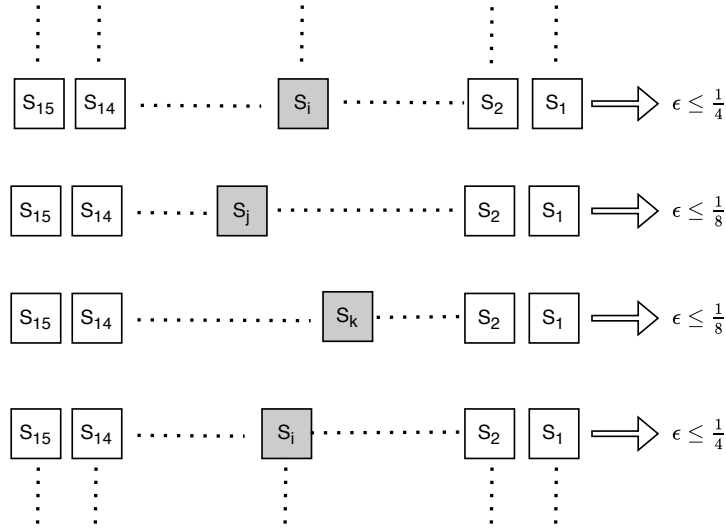 S₁₅ S₁₄ Sᵢ S₂ S₁ ϵ ≤ 1/4
S₁₅ S₁₄ Sⱼ S₂ S₁ ϵ ≤ 1/8
S₁₅ S₁₄ Sₖ S₂ S₁ ϵ ≤ 1/8
S₁₅ S₁₄ Sᵢ S₂ S₁ ϵ ≤ 1/4